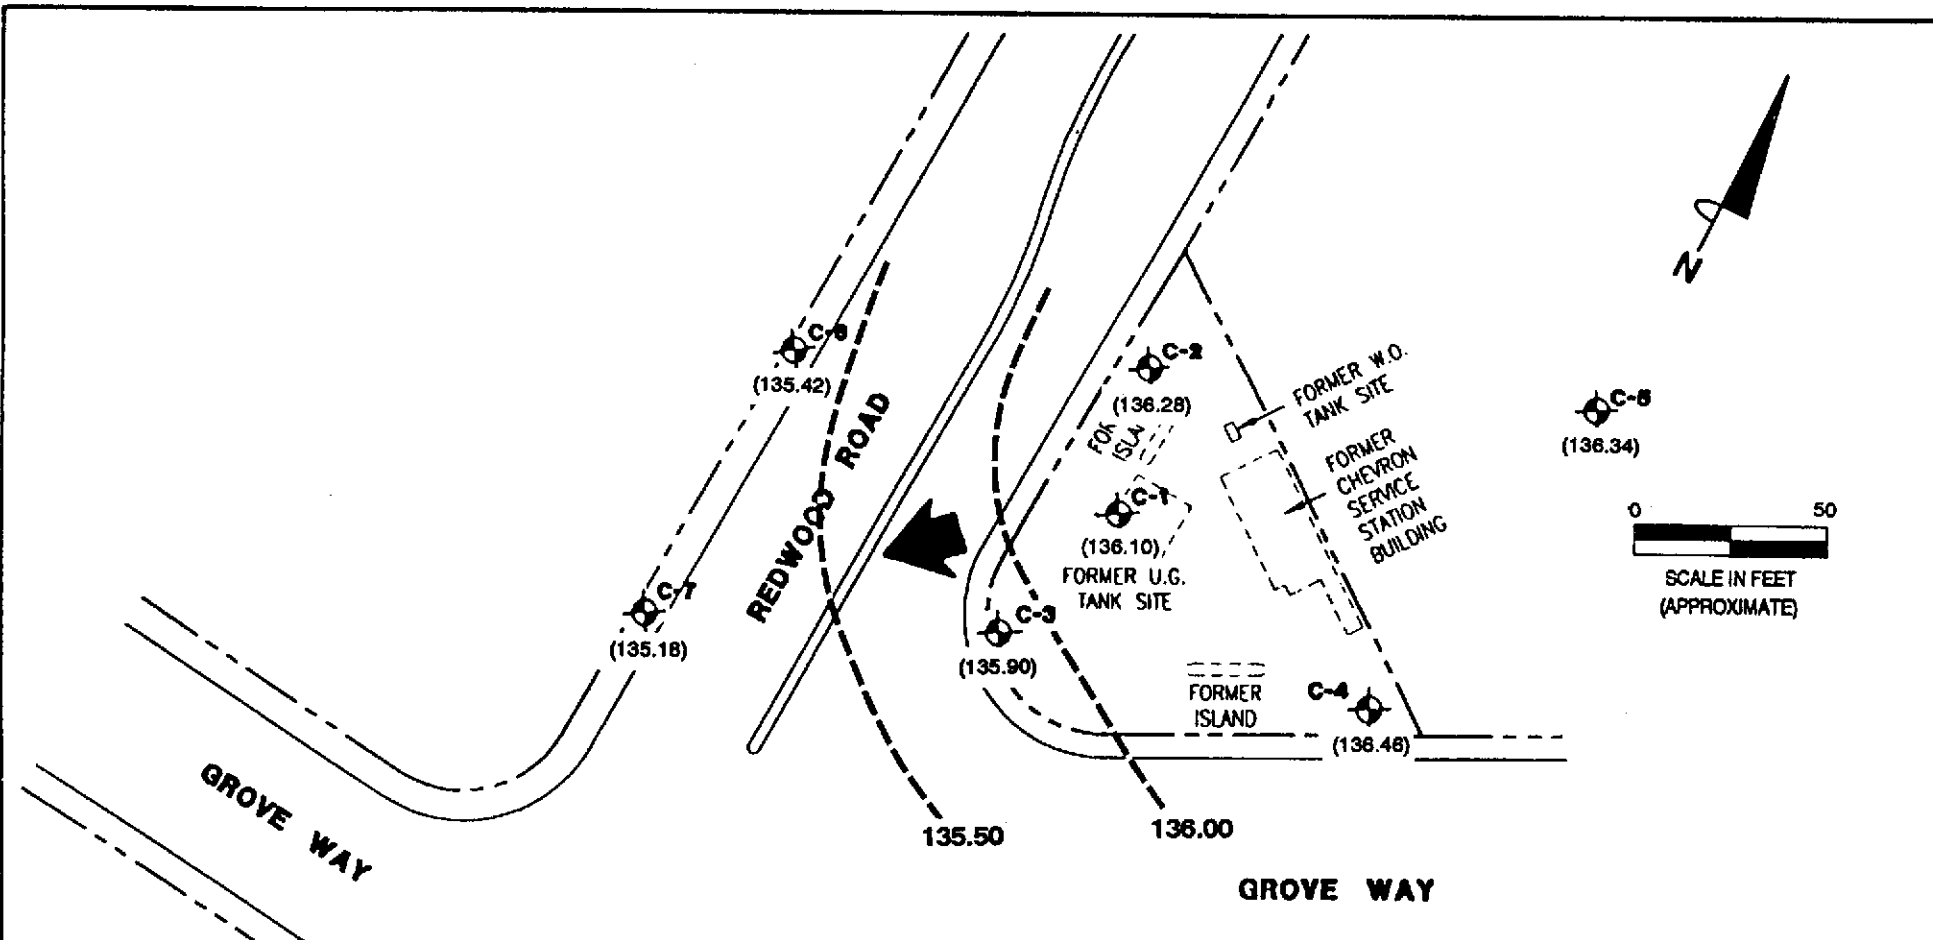 N
C-6
(135.42)
REDWOOD ROAD
C-2
(136.28)
ISLA
FORMER W.O.
TANK SITE
C-5
(136.34)
FORMER
CHEVRON
SERVICE
STATION
BUILDING
0 50
SCALE IN FEET
(APPROXIMATE)
C-1
(136.10)
FORMER U.G.
TANK SITE
C-7
(135.18)
C-3
(135.90)
FORMER
ISLAND
C-4
(136.46)
GROVE WAY
135.50
136.00
GROVE WAY